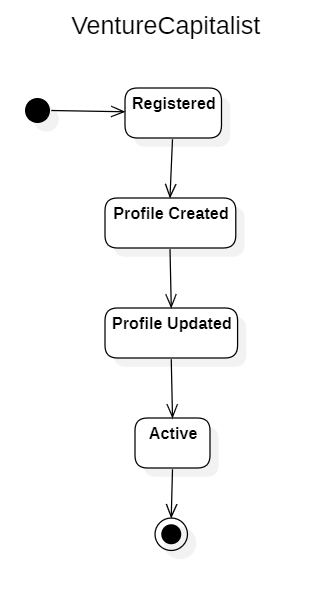 VentureCapitalist
Registered
Profile Created
Profile Updated
Active